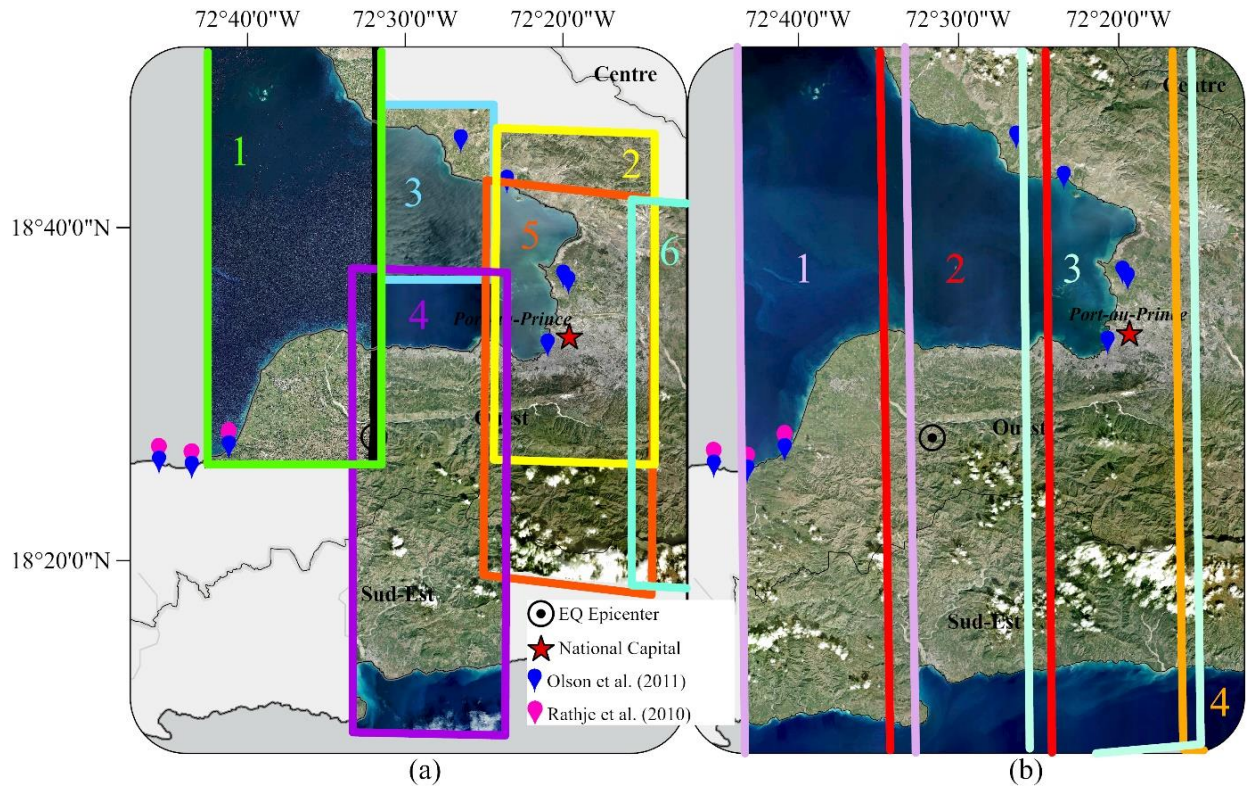 72°40'0"W 72°30'0"W 72°20'0"W 72°40'0"W 72°30'0"W 72°20'0"W
Centre
Centre
1
2
3
18°40'0"N
5
6
1
2
3
4
Port-au-Prince
Port-au-Prince
Ouest
Ouest
18°20'0"N
Sud-Est
EQ Epicenter
National Capital
Olson et al. (2011)
Rathje et al. (2010)
Sud-Est
4
(a)
(b)